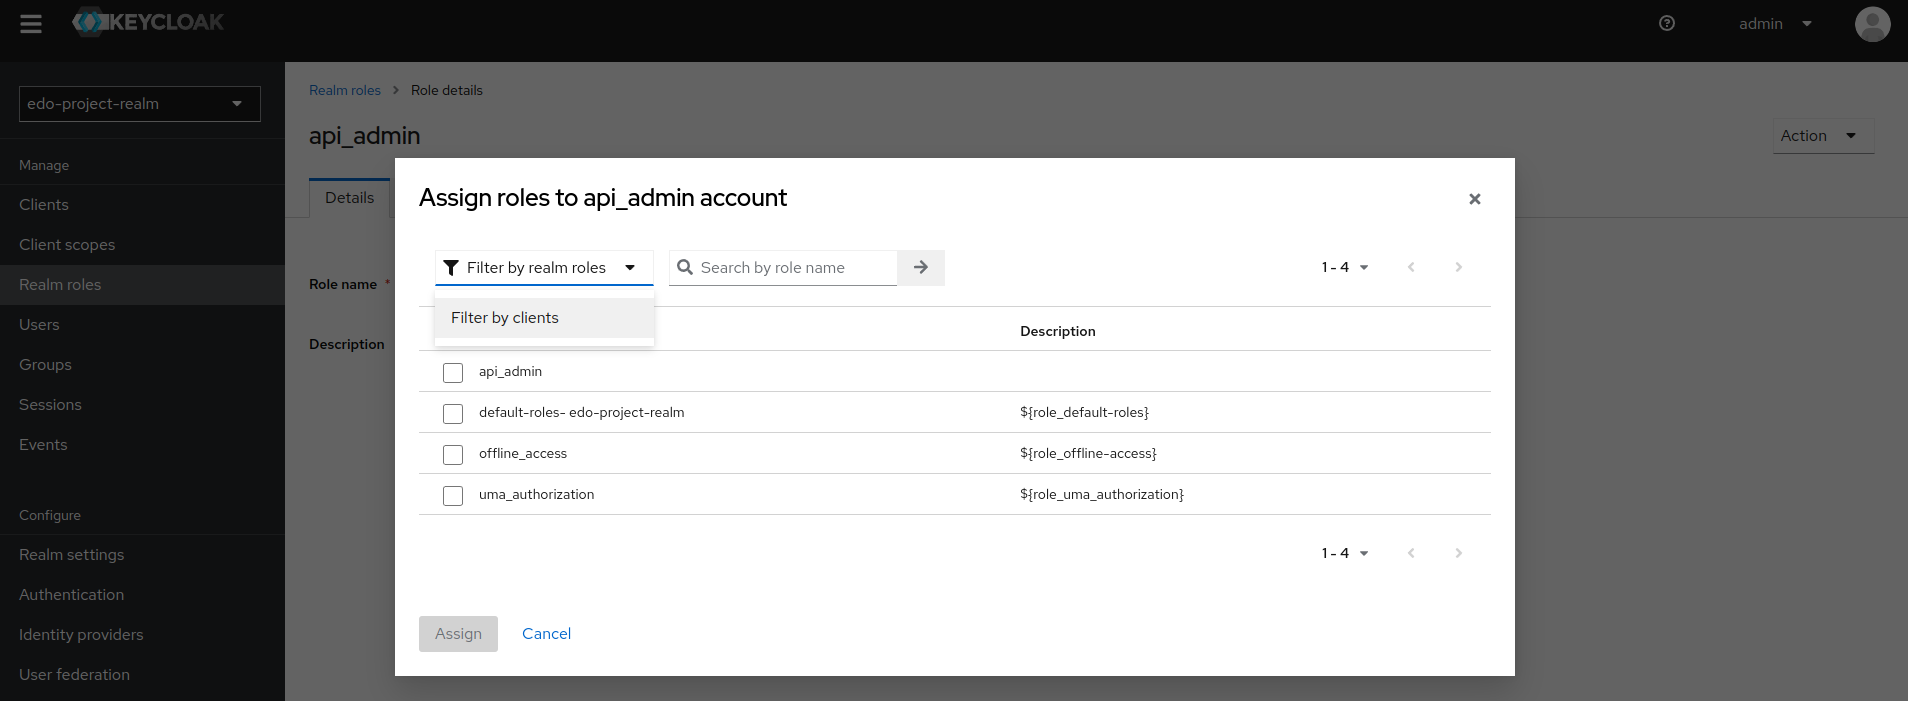 KEYCLOAK
admin
edo-project-realm
Manage
Clients
Client scopes
Realm roles
Users
Groups
Sessions
Events
Configure
Realm settings
Authentication
Identity providers
User federation
Realm roles > Role details
api_admin
Action
Details
Role name *
Description
Assign roles to api_admin account
Filter by realm roles
Search by role name
1 - 4
Filter by clients
Description
api_admin
default-roles- edo-project-realm ${role_default-roles}
offline_access ${role_offline-access}
uma_authorization ${role_uma_authorization}
1 - 4
Assign Cancel